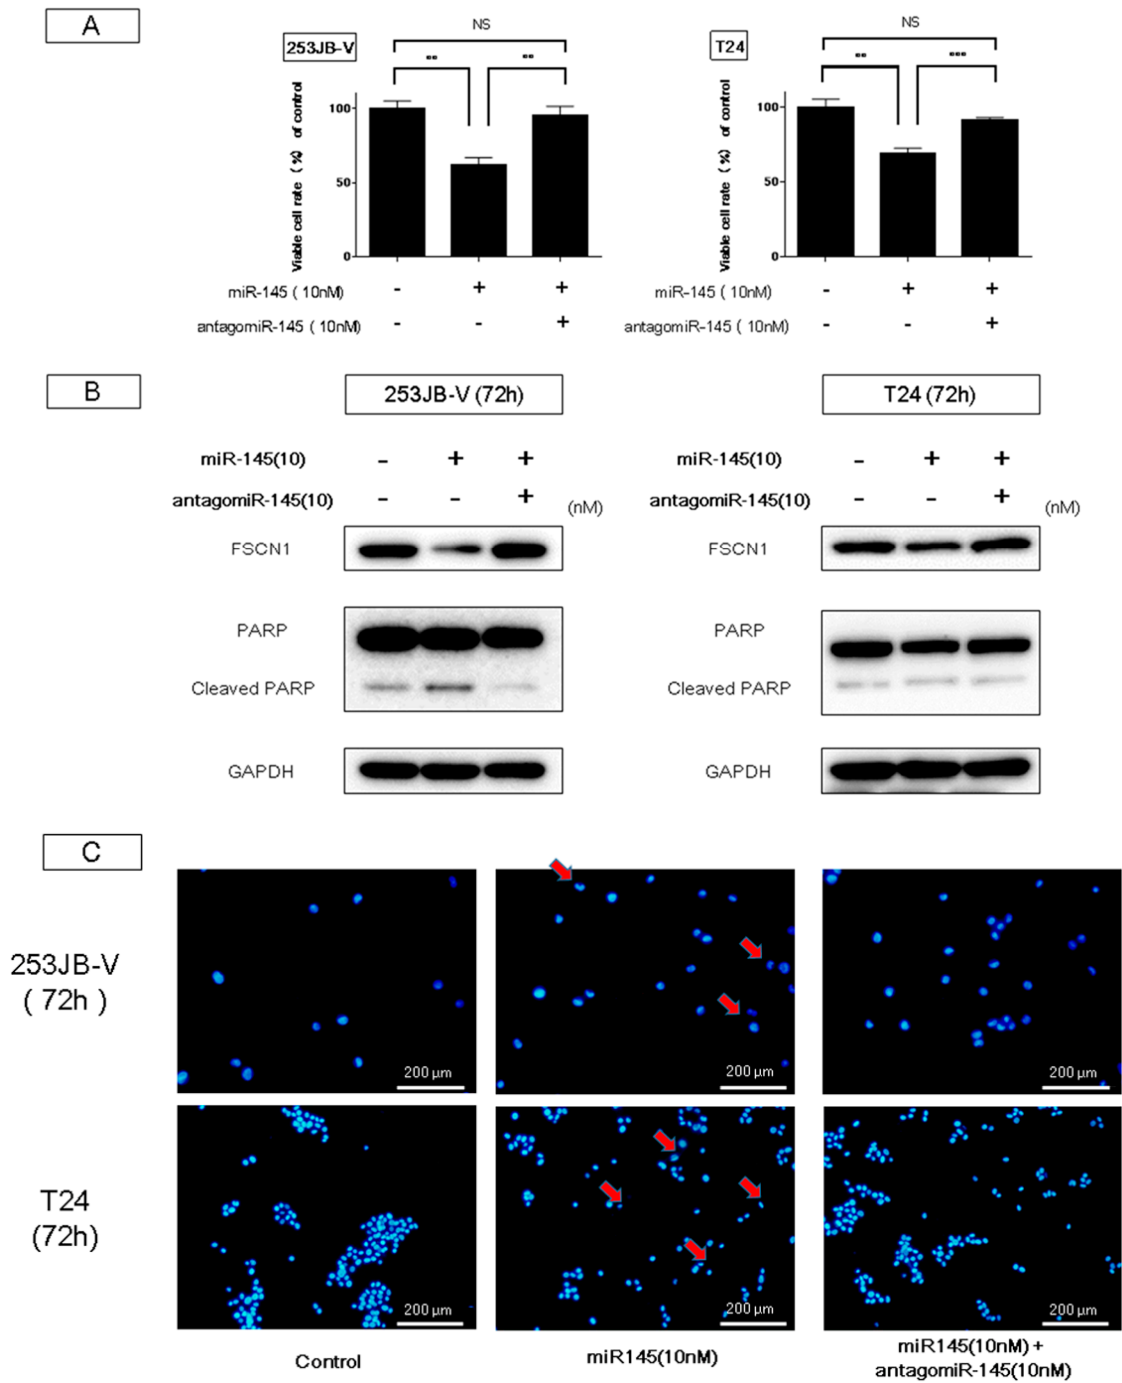 A
253JB-V
NS
**
**
Viable cell rate (%) of control
100
50
0
miR-145 ( 10nM) - + +
antagomiR-145 ( 10nM) - - +
T24
NS
**
***
Viable cell rate (%) of control
100
50
0
miR-145 ( 10nM) - + +
antagomiR-145 ( 10nM) - - +
B
253JB-V (72h)
miR-145(10) - + +
antagomiR-145(10) - - + (nM)
FSCN1
PARP
Cleaved PARP
GAPDH
T24 (72h)
miR-145(10) - + +
antagomiR-145(10) - - + (nM)
FSCN1
PARP
Cleaved PARP
GAPDH
C
253JB-V
( 72h )
200 µm
200 µm
200 µm
T24
(72h)
200 µm
200 µm
200 µm
Control
miR145(10nM)
miR145(10nM) +
antagomiR-145(10nM)